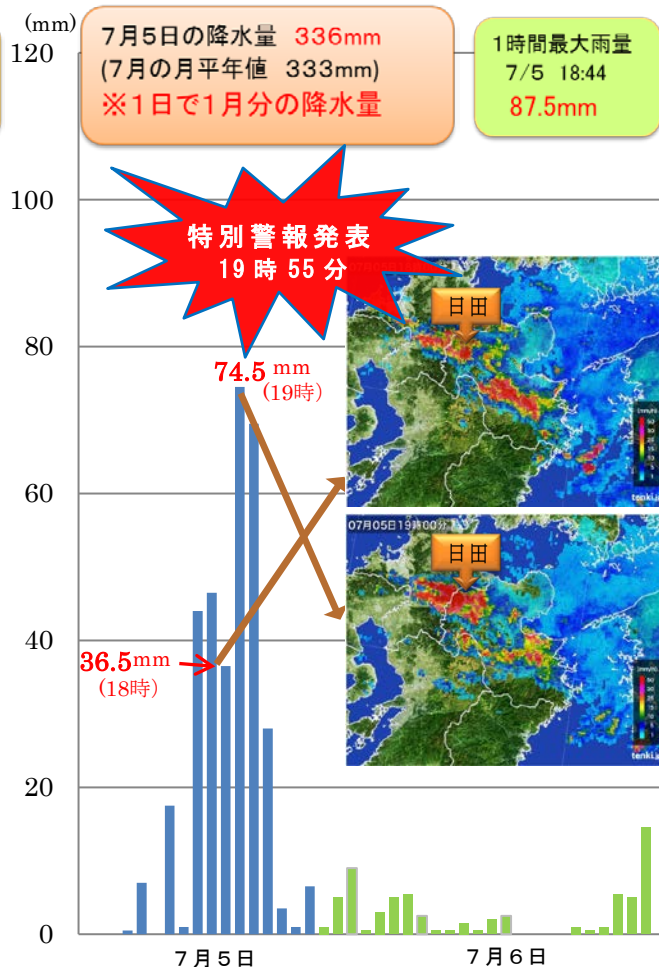 (mm)
7月5日の降水量 336mm
(7月の月平年値 333mm)
※1日で1月分の降水量
1時間最大雨量
7/5 18:44
87.5mm
特別警報発表
19時55分
120
100
80
60
40
20
0
74.5 mm
(19時)
36.5mm
(18時)
日田
tenki.j
07月05日19時00分
日田
tenki.j
7月5日
7月6日